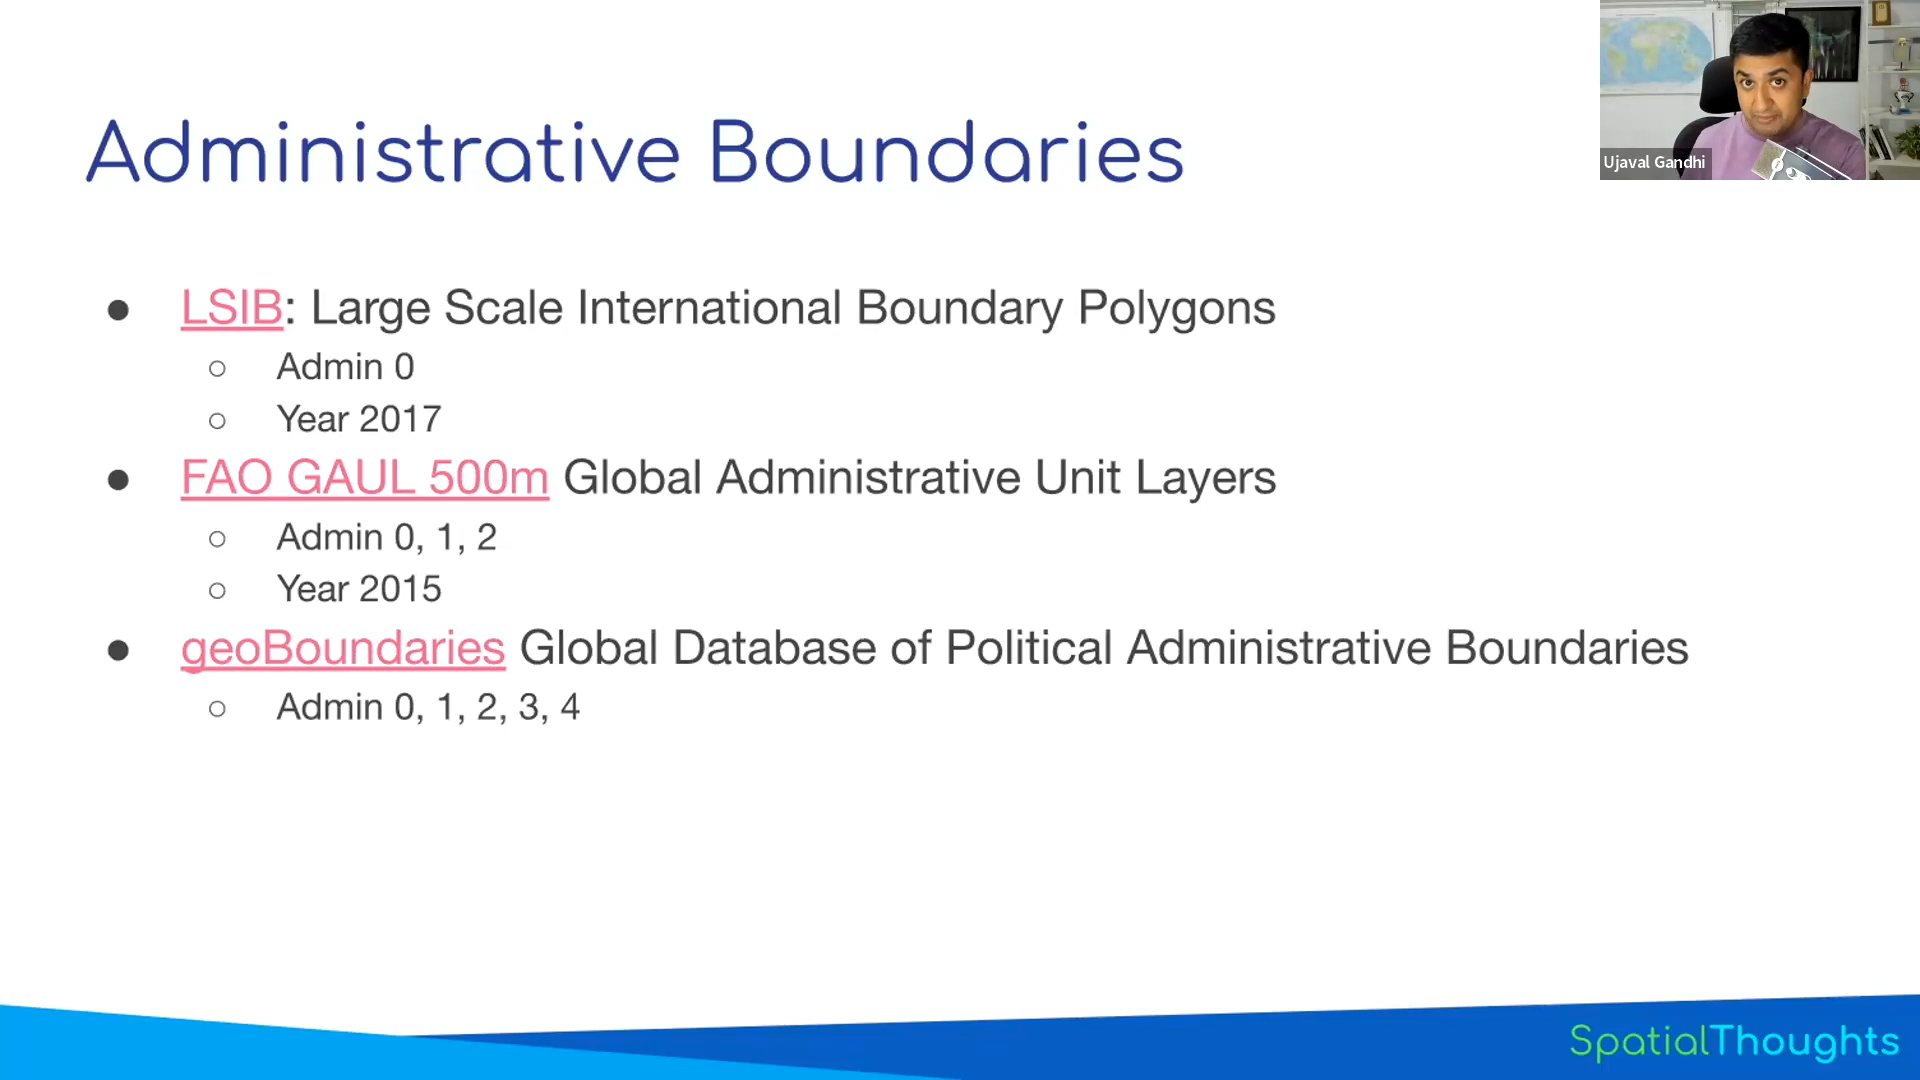 Administrative Boundaries
Ujaval Gandhi
● LSIB: Large Scale International Boundary Polygons
○ Admin 0
○ Year 2017
● FAO GAUL 500m Global Administrative Unit Layers
○ Admin 0, 1, 2
○ Year 2015
● geoBoundaries Global Database of Political Administrative Boundaries
○ Admin 0, 1, 2, 3, 4
SpatialThoughts